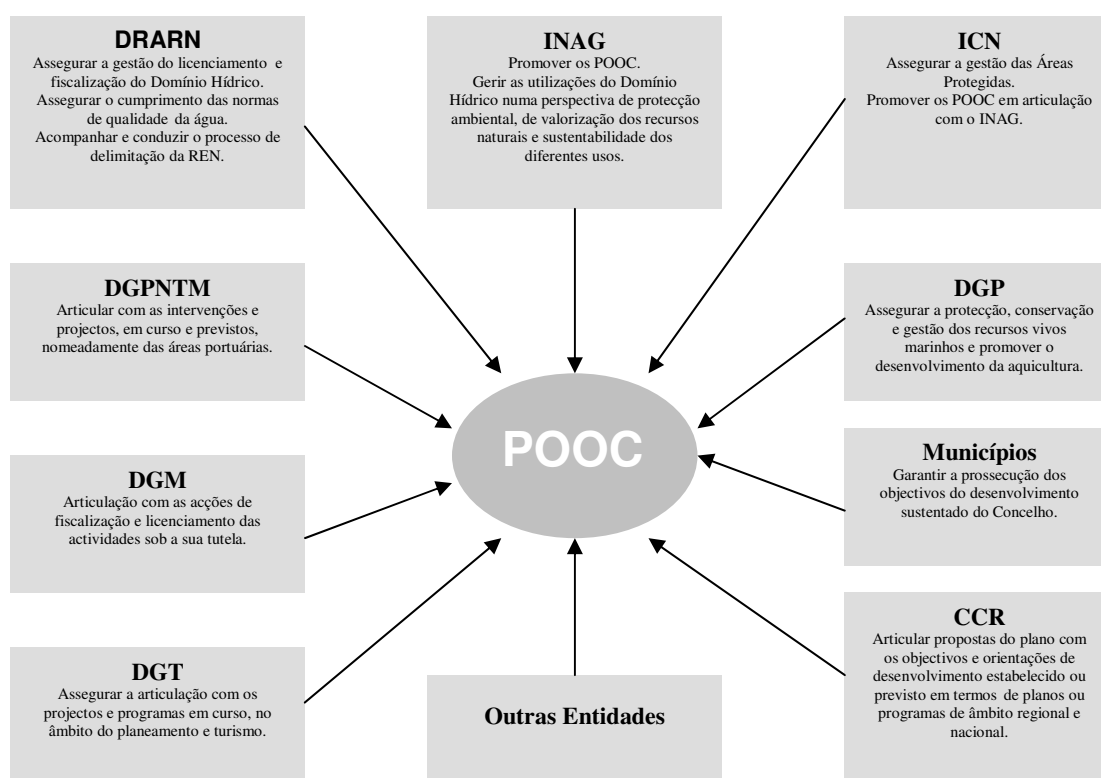 DRARN
Assegurar a gestão do licenciamento e
fiscalização do Domínio Hídrico.
Assegurar o cumprimento das normas
de qualidade da água.
Acompanhar e conduzir o processo de
delimitação da REN.
INAG
Promover os POOC.
Gerir as utilizações do Domínio
Hídrico numa perspectiva de protecção
ambiental, de valorização dos recursos
naturais e sustentabilidade dos
diferentes usos.
ICN
Assegurar a gestão das Áreas
Protegidas.
Promover os POOC em articulação
com o INAG.
DGPNTM
Articular com as intervenções e
projectos, em curso e previstos,
nomeadamente das áreas portuárias.
DGP
Assegurar a protecção, conservação
e gestão dos recursos vivos
marinhos e promover o
desenvolvimento da aquicultura.
POOC
Municípios
Garantir a prossecução dos
objectivos do desenvolvimento
sustentado do Concelho.
DGM
Articulação com as acções de
fiscalização e licenciamento das
actividades sob a sua tutela.
CCR
Articular propostas do plano com
os objectivos e orientações de
desenvolvimento estabelecido ou
previsto em termos de planos ou
programas de âmbito regional e
nacional.
DGT
Assegurar a articulação com os
projectos e programas em curso, no
âmbito do planeamento e turismo.
Outras Entidades